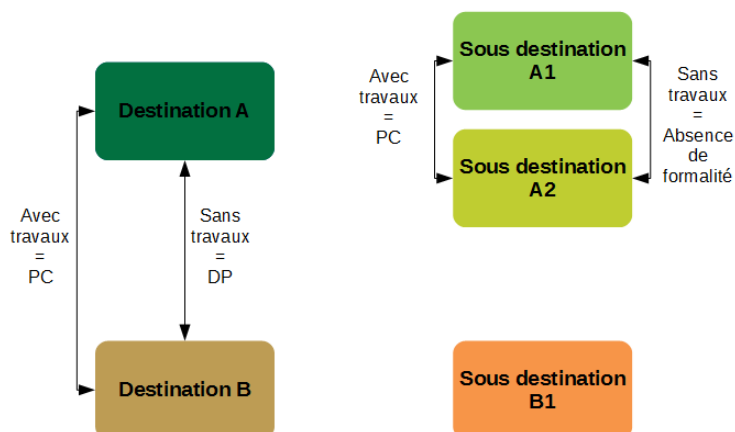 Destination A
Avec
travaux
=
PC
Sans
travaux
=
DP
Destination B
Sous destination
A1
Avec
travaux
=
PC
Sans
travaux
=
Absence
de
formalité
Sous destination
A2
Sous destination
B1